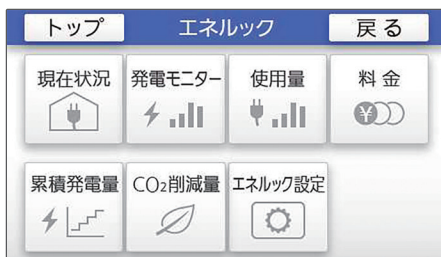 トップ エネルック 戻る
現在状況 発電モニター 使用量 料金
累積発電量 CO₂削減量 エネルック設定